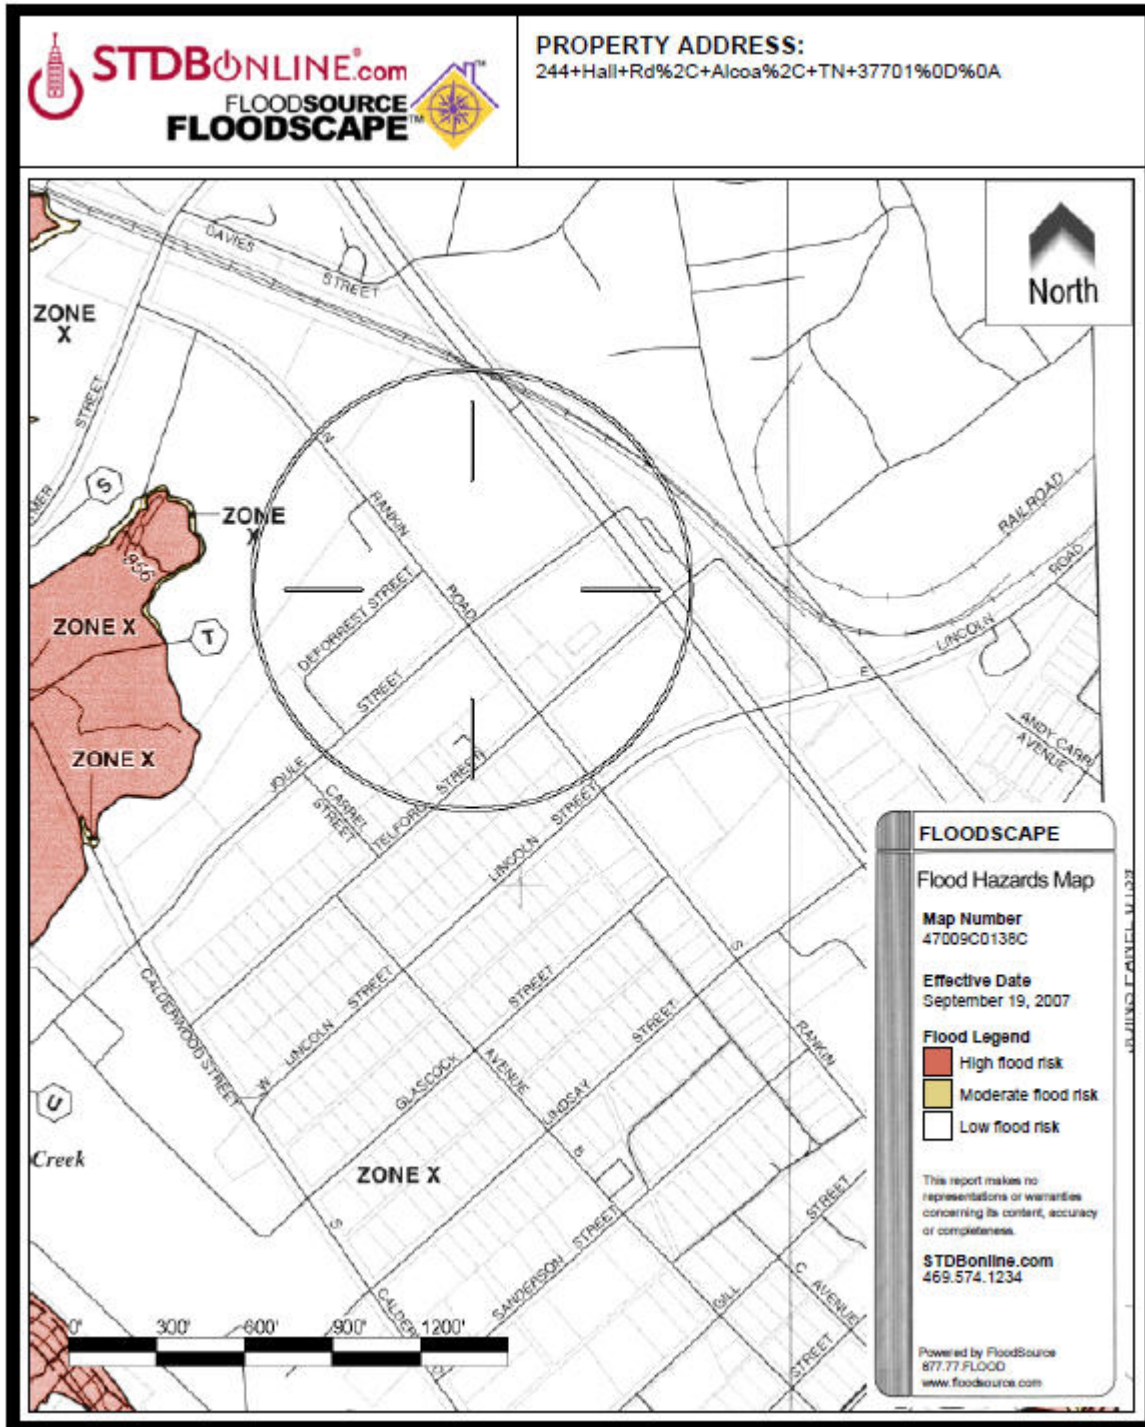 STDBONLINE®.com
FLOODSOURCE
FLOODSCAPE™
PROPERTY ADDRESS:
244+Hall+Rd%2C+Alcoa%2C+TN+37701%0D%0A
North
DAVIES
STREET
ZONE
X
STREET
N
S
ZONE
X
RANKIN
ROAD
RAILROAD
ROAD
LINCOLN
E
856
ZONE X
T
DEFORREST STREET
STREET
JOULE
ZONE X
CARREL
STREET
TELFORD STREET
ANDY CARR
AVENUE
LINCOLN STREET
S
RANKIN
CALDERWOOD STREET
W LINCOLN STREET
GLASCOCK STREET
AVENUE
B
LINDSAY STREET
U
Creek
ZONE X
S
SANDERSON STREET
GILL
STREET
C AVENUE
STREET
0' 300' 600' 900' 1200'
FLOODSCAPE
Flood Hazards Map
Map Number
47009C0138C
Effective Date
September 19, 2007
Flood Legend
High flood risk
Moderate flood risk
Low flood risk
This report makes no
representations or warranties
concerning its content, accuracy
or completeness.
STDBonline.com
469.574.1234
Powered by FloodSource
877.77.FLOOD
www.floodsource.com